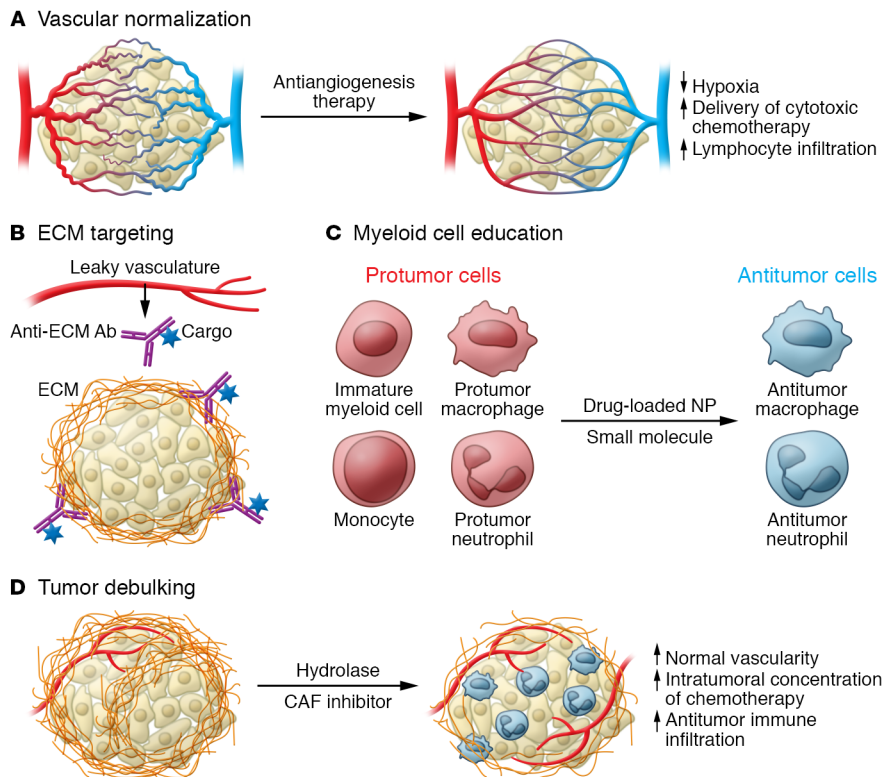 A Vascular normalization
Antiangiogenesis
therapy
↓ Hypoxia
↑ Delivery of cytotoxic
chemotherapy
↑ Lymphocyte infiltration
B ECM targeting
Leaky vasculature
Anti-ECM Ab
Cargo
ECM
C Myeloid cell education
Protumor cells
Antitumor cells
Immature
myeloid cell
Protumor
macrophage
Monocyte
Protumor
neutrophil
Drug-loaded NP
Small molecule
Antitumor
macrophage
Antitumor
neutrophil
D Tumor debulking
Hydrolase
CAF inhibitor
↑ Normal vascularity
↑ Intratumoral concentration
of chemotherapy
↑ Antitumor immune
infiltration